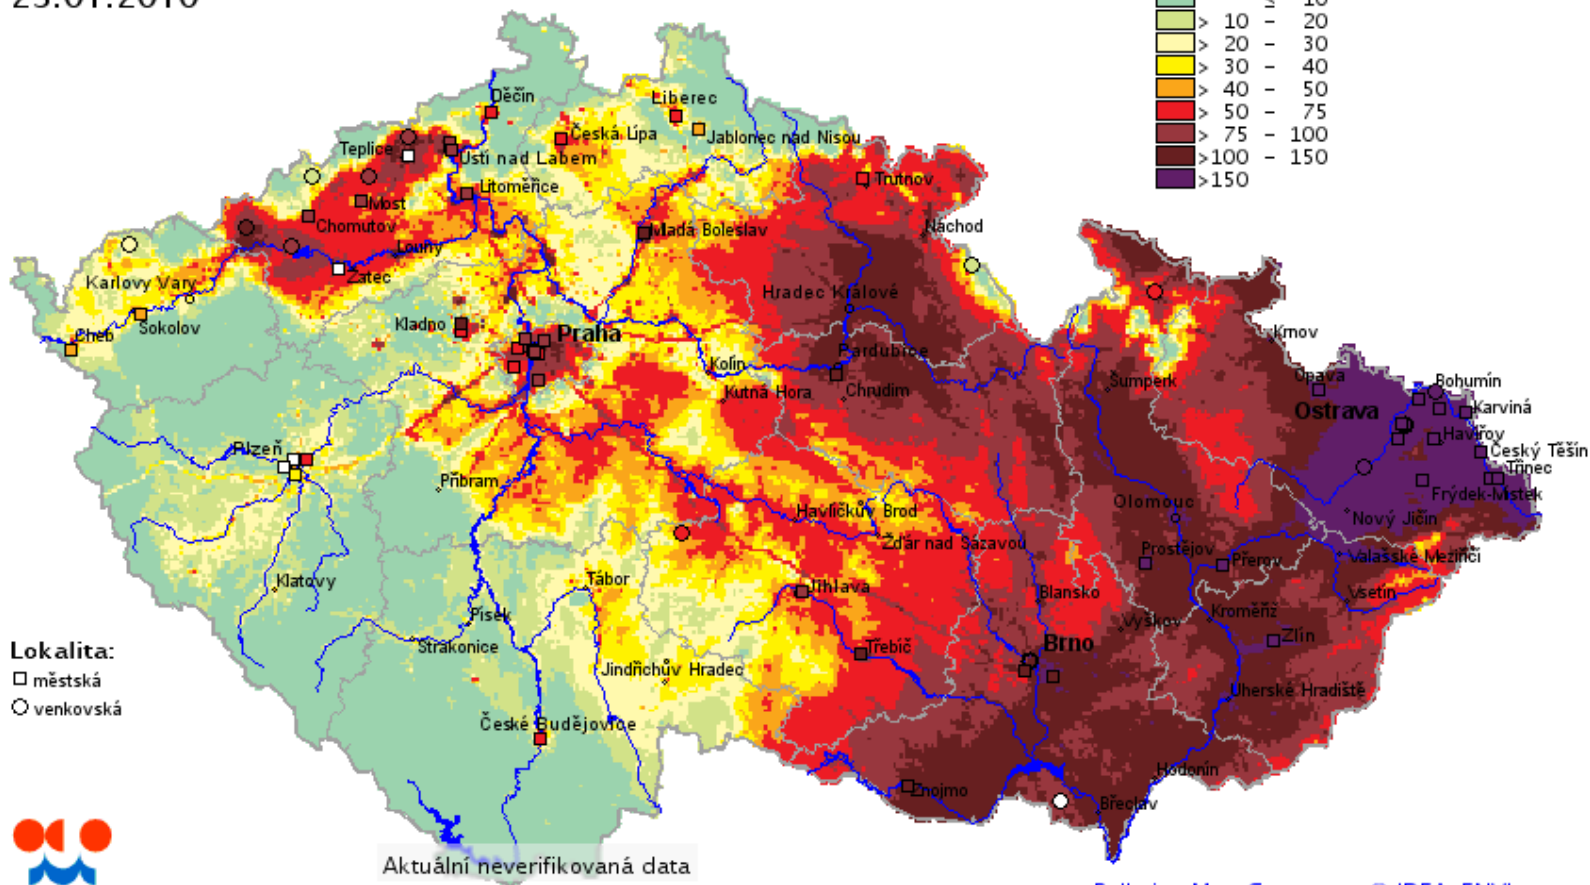 23.01.2010
≤ 10
> 10 – 20
> 20 – 30
> 30 – 40
> 40 – 50
> 50 – 75
> 75 – 100
>100 – 150
>150
Děčín
Liberec
Česká Lípa
Jablonec nad Nisou
Teplice
Ústí nad Labem
Litoměřice
Most
Trutnov
Chomutov
Mladá Boleslav
Náchod
Louny
Žatec
Karlovy Vary
Hradec Králové
Sokolov
Kladno
Praha
Cheb
Krnov
Pardubice
Kolín
Kutná Hora
Chrudim
Šumperk
Opava
Bohumín
Ostrava
Karviná
Havířov
Český Těšín
Třinec
Plzeň
Příbram
Frýdek-Místek
Olomouc
Havlíčkův Brod
Nový Jičín
Žďár nad Sázavou
Prostějov
Přerov
Valašské Meziříčí
Klatovy
Tábor
Jihlava
Blansko
Vsetín
Písek
Kroměříž
Vyškov
Strakonice
Třebíč
Brno
Zlín
Lokalita:
městská
venkovská
Jindřichův Hradec
Uherské Hradiště
České Budějovice
Hodonín
Znojmo
Břeclav
Aktuální neverifikovaná data